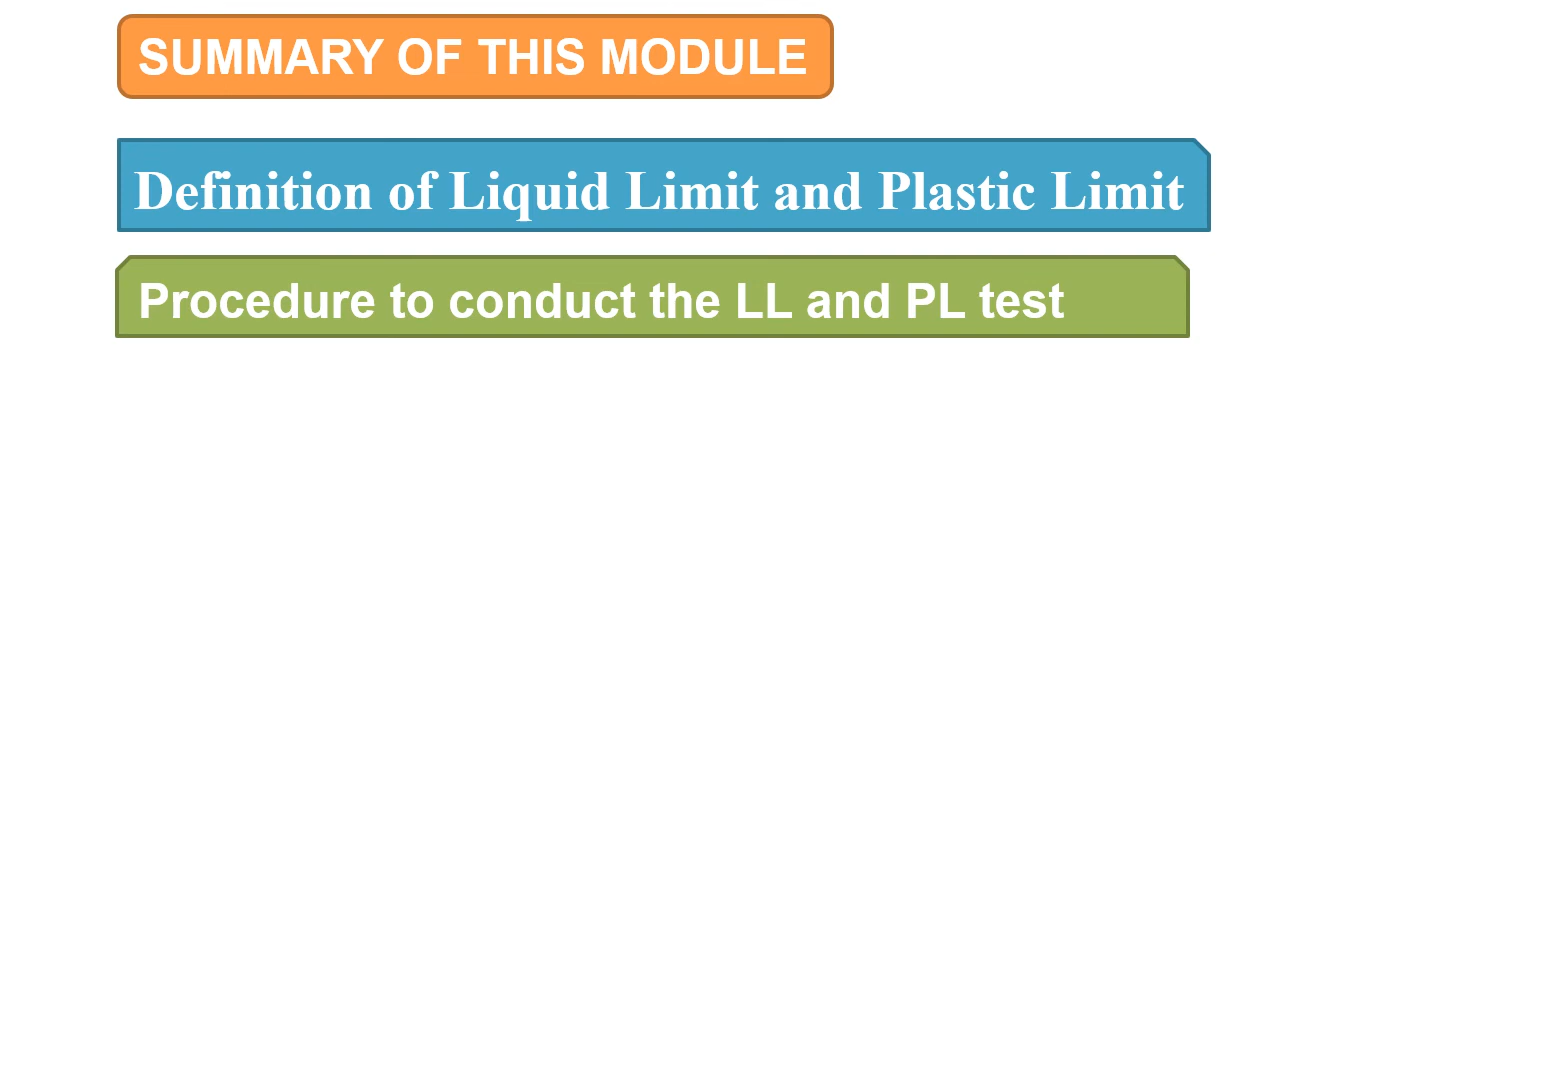 SUMMARY OF THIS MODULE
Definition of Liquid Limit and Plastic Limit
Procedure to conduct the LL and PL test